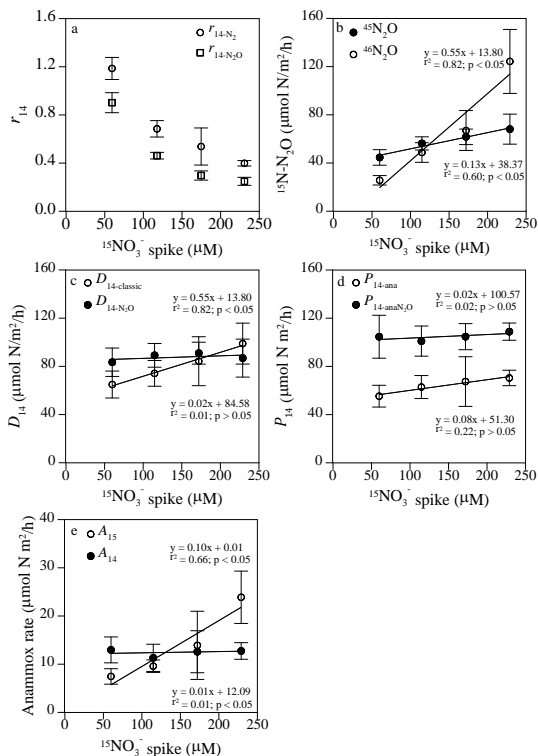 a
r14-N2
r14-N2O
1.6
1.2
0.8
0.4
0.0
r14
0 50 100 150 200 250
15NO3- spike (μM)
b
45N2O
46N2O
y = 0.55x + 13.80
r2 = 0.82; p < 0.05
y = 0.13x + 38.37
r2 = 0.60; p < 0.05
160
120
80
40
0
15N-N2O (μmol N/m2/h)
0 50 100 150 200 250
15NO3- spike (μM)
c
D14-classic
D14-N2O
y = 0.55x + 13.80
r2 = 0.82; p < 0.05
y = 0.02x + 84.58
r2 = 0.01; p > 0.05
160
120
80
40
0
D14 (μmol N/m2/h)
0 50 100 150 200 250
15NO3- spike (μM)
d
P14-ana
P14-anaN2O
y = 0.02x + 100.57
r2 = 0.02; p > 0.05
y = 0.08x + 51.30
r2 = 0.22; p > 0.05
160
120
80
40
0
P14 (μmol N/m2/h)
0 50 100 150 200 250
15NO3- spike (μM)
e
A15
A14
y = 0.10x + 0.01
r2 = 0.66; p < 0.05
y = 0.01x + 12.09
r2 = 0.01; p < 0.05
40
30
20
10
0
Anammox rate (μmol N m2/h)
0 50 100 150 200 250
15NO3- spike (μM)